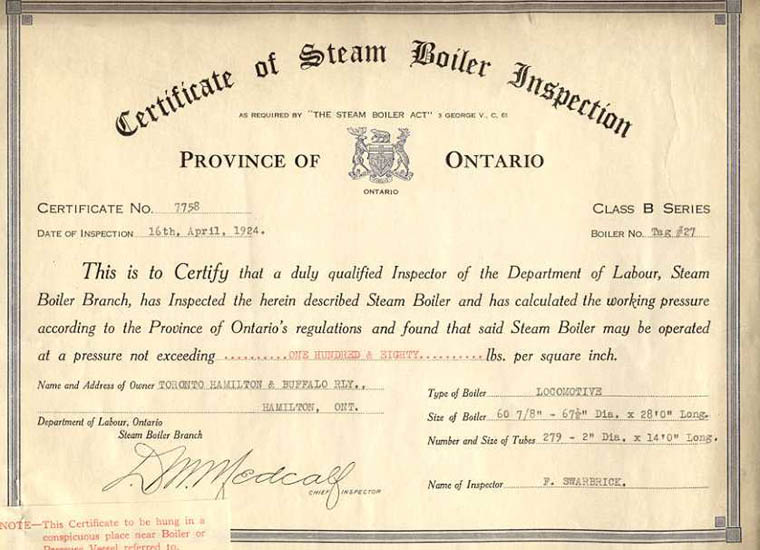 Certificate of Steam Boiler Inspection
AS REQUIRED BY "THE STEAM BOILER ACT" 3 GEORGE V., C, 61
PROVINCE OF ONTARIO
ONTARIO
CERTIFICATE NO. 7758 CLASS B SERIES
DATE OF INSPECTION 16th, April, 1924. BOILER NO. Tag #27
This is to Certify that a duly qualified Inspector of the Department of Labour, Steam
Boiler Branch, has Inspected the herein described Steam Boiler and has calculated the working pressure
according to the Province of Ontario's regulations and found that said Steam Boiler may be operated
at a pressure not exceeding ..........ONE HUNDRED & EIGHTY.......... lbs. per square inch.
Name and Address of Owner TORONTO HAMILTON & BUFFALO RLY.,
HAMILTON, ONT.
Department of Labour, Ontario
Steam Boiler Branch
D. M. Medcalf
CHIEF INSPECTOR
Type of Boiler LOCOMOTIVE
Size of Boiler 60 7/8" - 67½" Dia. x 28'0" Long.
Number and Size of Tubes 279 - 2" Dia. x 14'0" Long.
Name of Inspector F. SWARBRICK.
NOTE—This Certificate to be hung in a
conspicuous place near Boiler or
Pressure Vessel referred to.